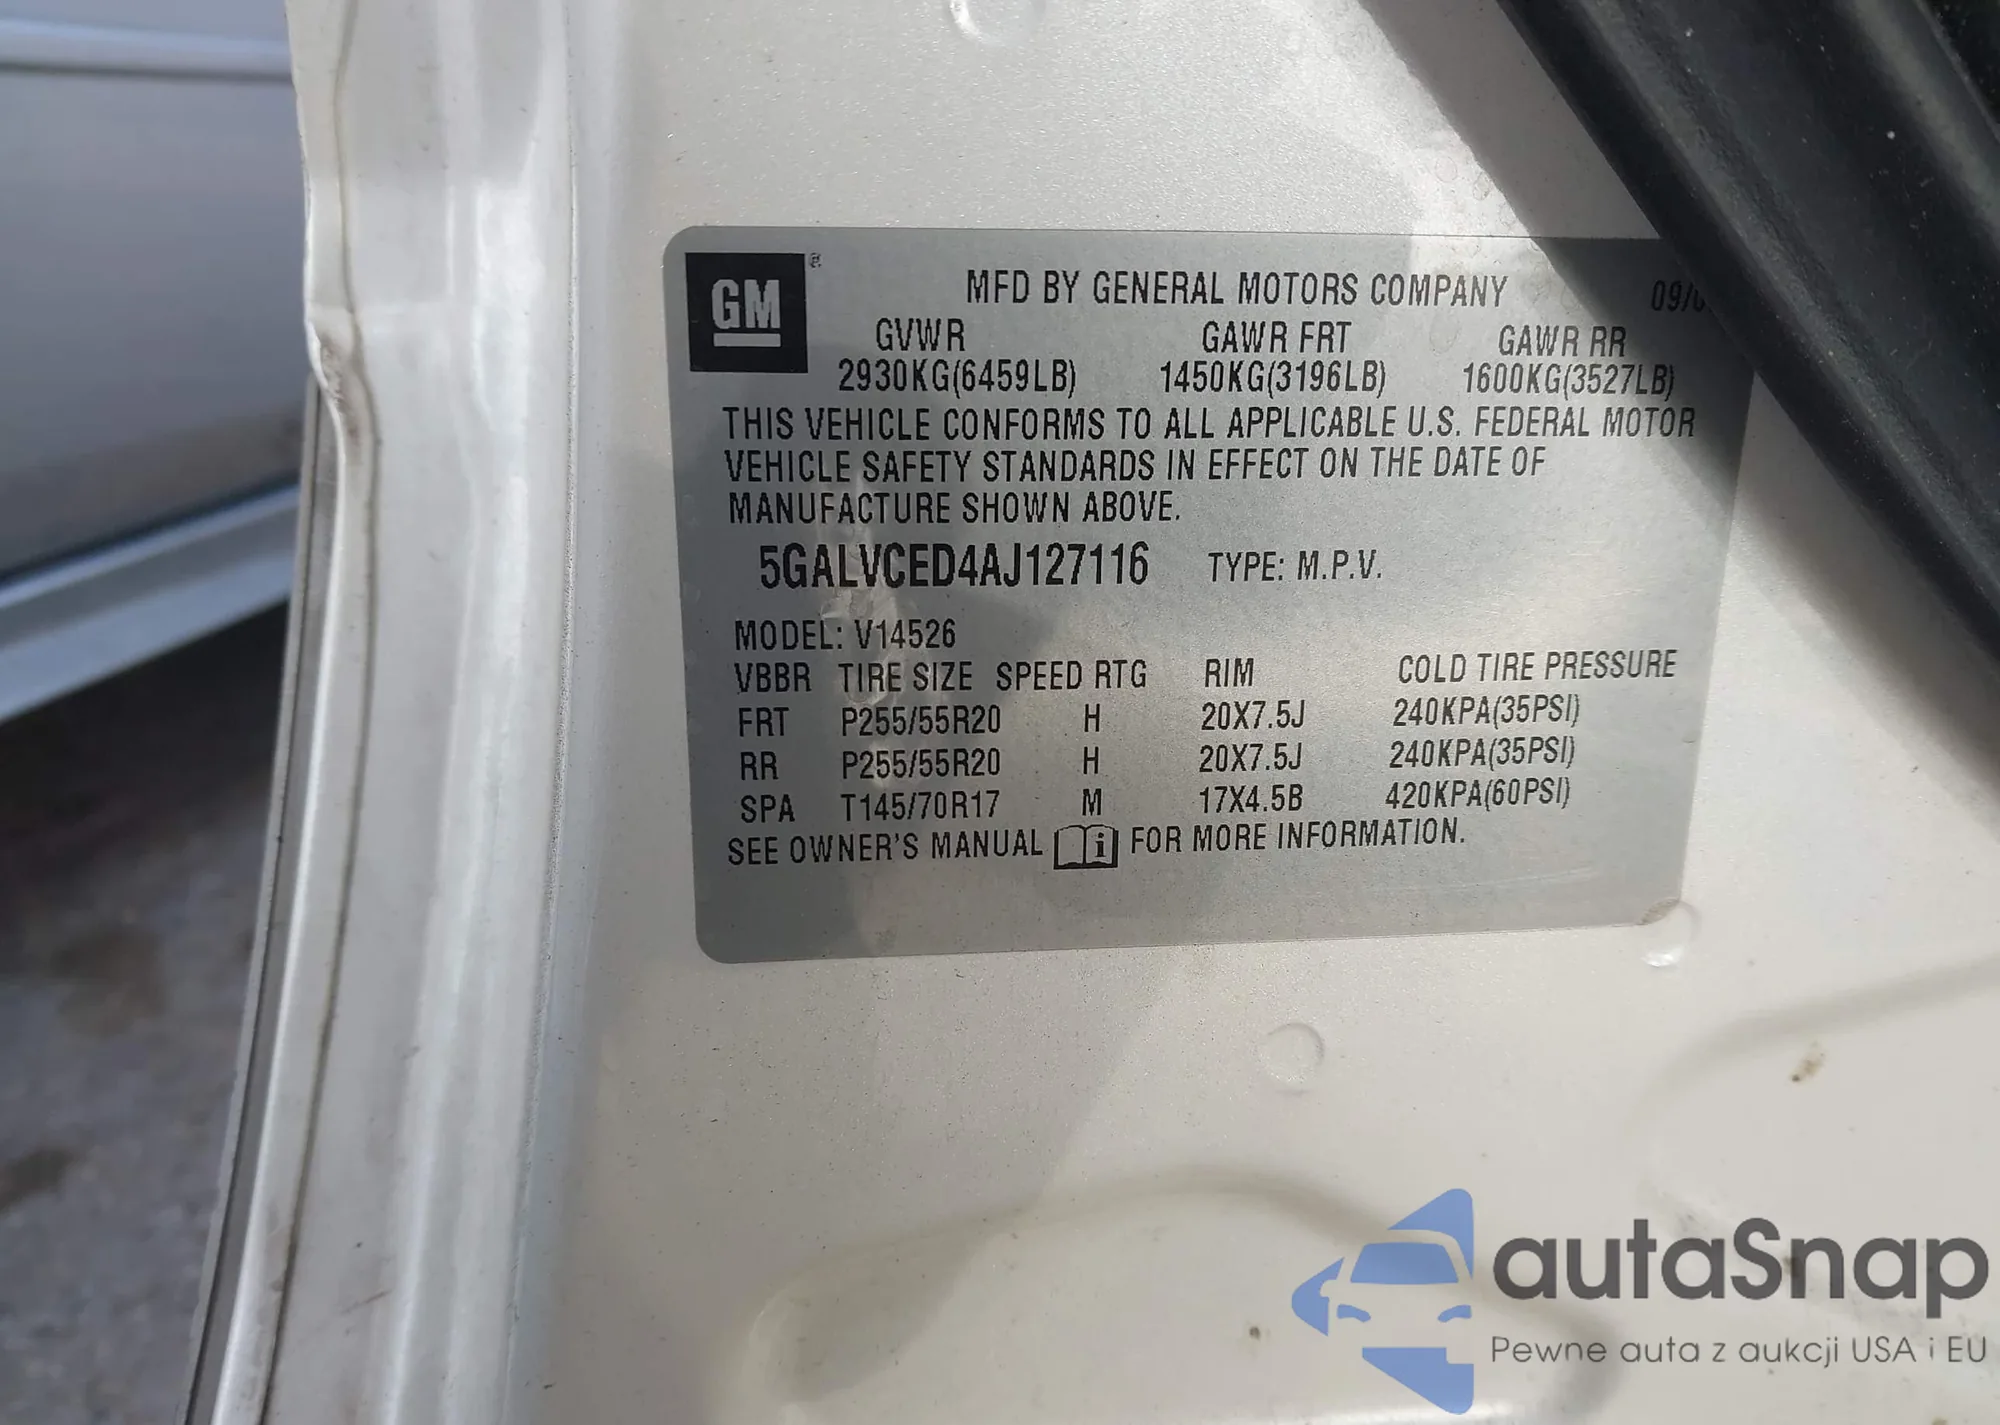 GM ®
MFD BY GENERAL MOTORS COMPANY
GVWR GAWR FRT GAWR RR
2930KG(6459LB) 1450KG(3196LB) 1600KG(3527LB)
THIS VEHICLE CONFORMS TO ALL APPLICABLE U.S. FEDERAL MOTOR
VEHICLE SAFETY STANDARDS IN EFFECT ON THE DATE OF
MANUFACTURE SHOWN ABOVE.
5GALVCED4AJ127116 TYPE: M.P.V.
MODEL: V14526
VBBR TIRE SIZE SPEED RTG RIM COLD TIRE PRESSURE
FRT P255/55R20 H 20X7.5J 240KPA(35PSI)
RR P255/55R20 H 20X7.5J 240KPA(35PSI)
SPA T145/70R17 M 17X4.5B 420KPA(60PSI)
SEE OWNER'S MANUAL i FOR MORE INFORMATION.
autaSnap
Pewne auta z aukcji USA i EU